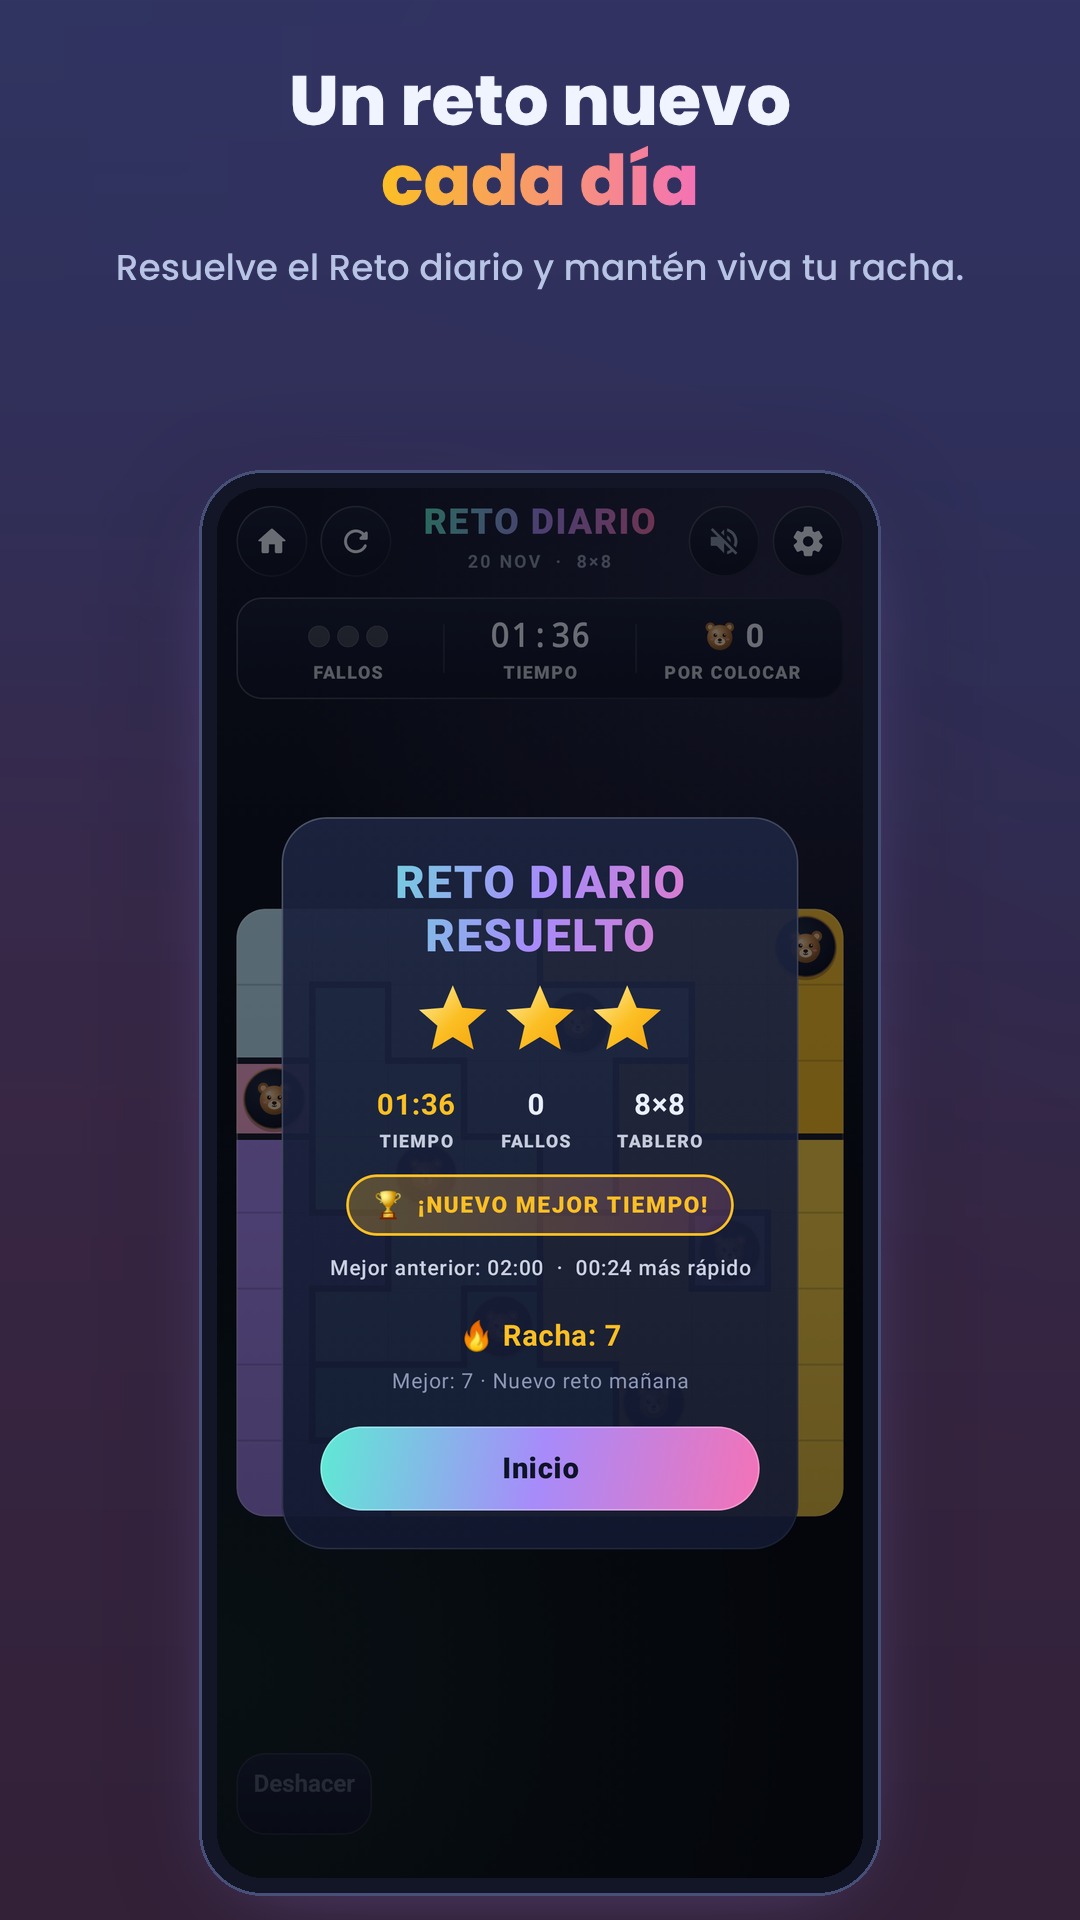 Un reto nuevo
cada día
Resuelve el Reto diario y mantén viva tu racha.
RETO DIARIO
20 NOV · 8×8
FALLOS
01:36
TIEMPO
0
POR COLOCAR
RETO DIARIO
RESUELTO
01:36 0 8×8
TIEMPO FALLOS TABLERO
¡NUEVO MEJOR TIEMPO!
Mejor anterior: 02:00 · 00:24 más rápido
Racha: 7
Mejor: 7 · Nuevo reto mañana
Inicio
Deshacer